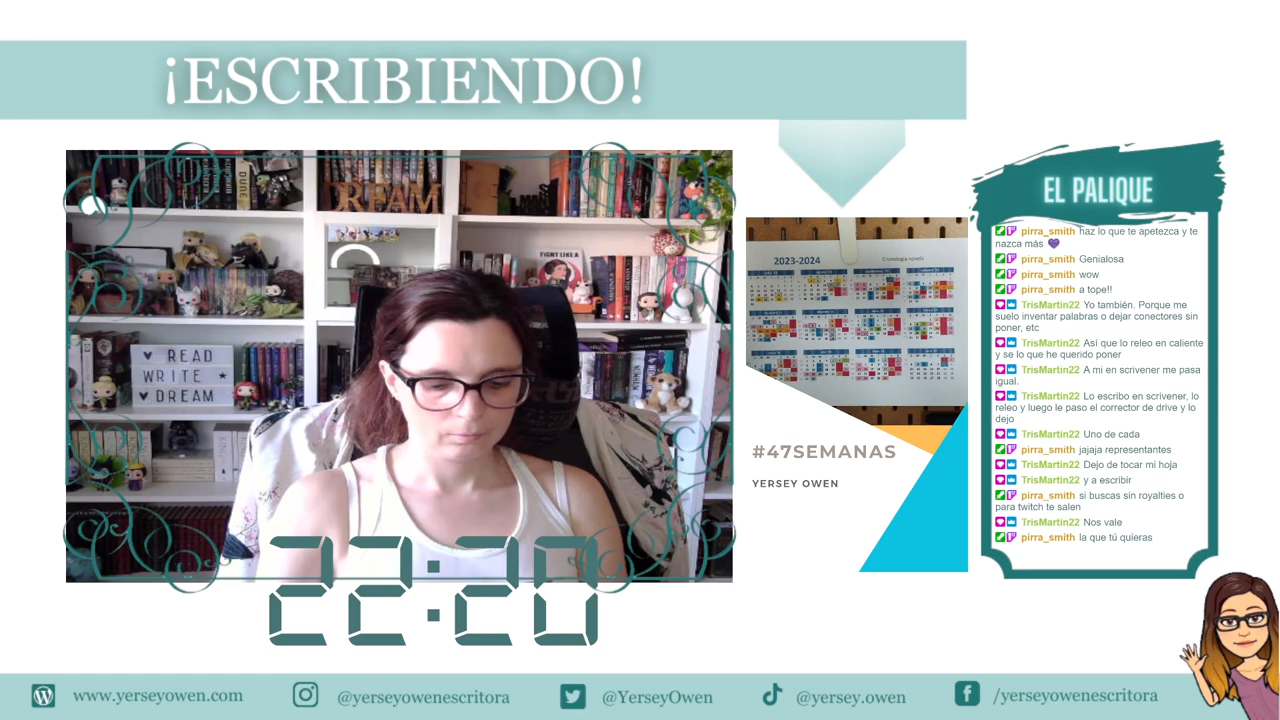 ¡ESCRIBIENDO!
DUNE
DREAM
FIGHT LIKE A
♥ READ
WRITE ★
♥ DREAM
22:20
2023-2024
Cronología novela
#47SEMANAS
YERSEY OWEN
EL PALIQUE
pirra_smith haz lo que te apetezca y te
nazca más 💜
pirra_smith Genialosa
pirra_smith wow
pirra_smith a tope!!
TrisMartin22 Yo también. Porque me
suelo inventar palabras o dejar conectores sin
poner, etc
TrisMartin22 Así que lo releo en caliente
y se lo que he querido poner
TrisMartin22 A mi en scrivener me pasa
igual.
TrisMartin22 Lo escribo en scrivener, lo
releo y luego le paso el corrector de drive y lo
dejo
TrisMartin22 Uno de cada
pirra_smith jajaja representantes
TrisMartin22 Dejo de tocar mi hoja
TrisMartin22 y a escribir
pirra_smith si buscas sin royalties o
para twitch te salen
TrisMartin22 Nos vale
pirra_smith la que tú quieras
www.yerseyowen.com
@yerseyowenescritora
@YerseyOwen
@yersey.owen
/yerseyowenescritora